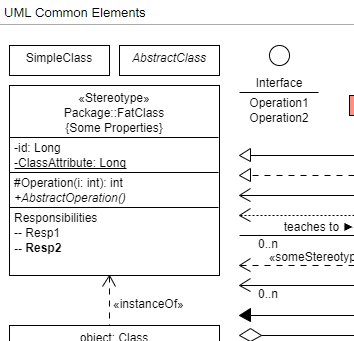 UML Common Elements
SimpleClass
AbstractClass
Interface
Operation1
Operation2
«Stereotype»
Package::FatClass
{Some Properties}
-id: Long
-ClassAttribute: Long
#Operation(i: int): int
+AbstractOperation()
Responsibilities
-- Resp1
-- Resp2
teaches to ►
0..n
«someStereotyp
0..n
«instanceOf»
object: Class